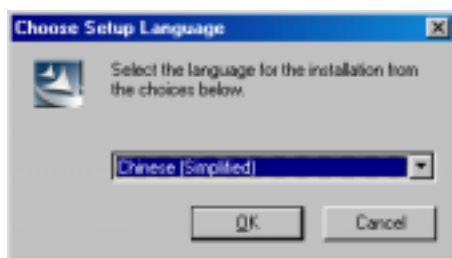 Choose Setup Language
Select the language for the installation from
the choices below.
Chinese (Simplified)
OK
Cancel